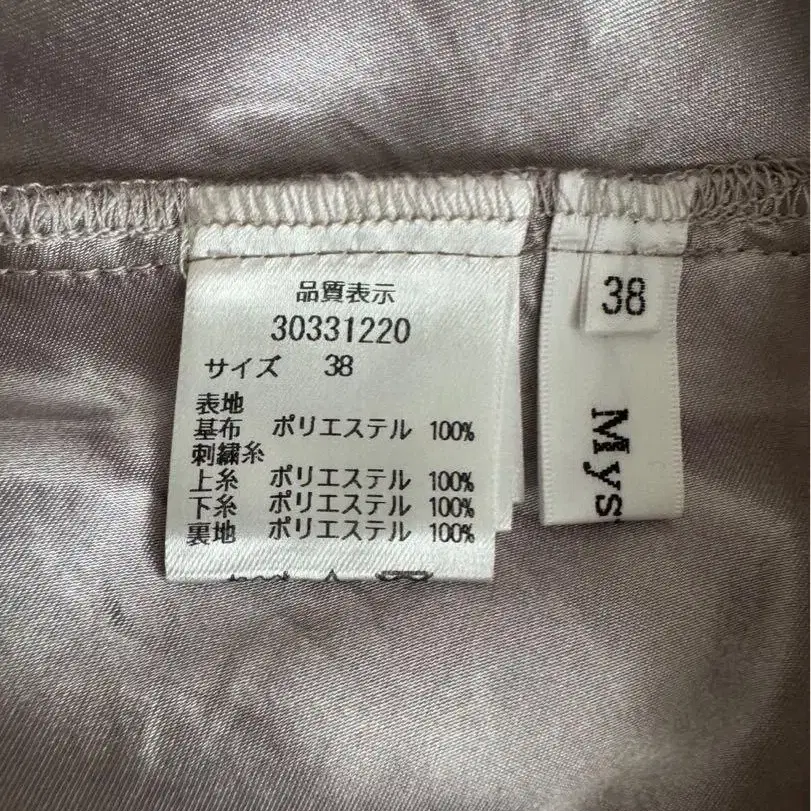 品質表示
30331220
サイズ 38
表地
基布 ポリエステル 100%
刺繍糸
上糸 ポリエステル 100%
下糸 ポリエステル 100%
裏地 ポリエステル 100%
38
Mys